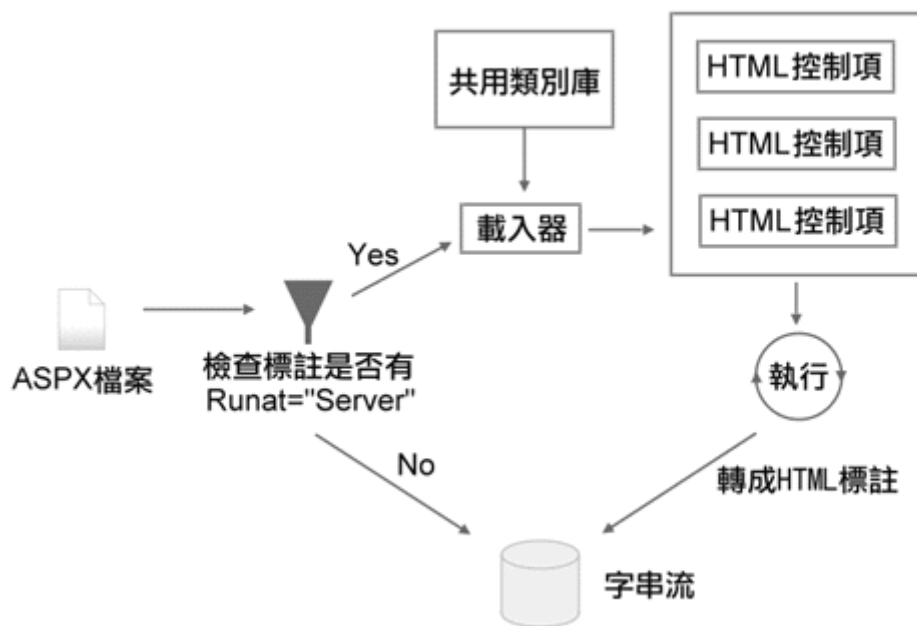 共用類別庫
HTML控制項
HTML控制項
HTML控制項
載入器
Yes
ASPX檔案
檢查標註是否有
Runat="Server"
執行
No
轉成HTML標註
字串流